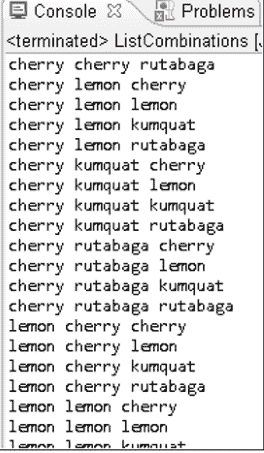 Console Problems
<terminated> ListCombinations [J
cherry cherry rutabaga
cherry lemon cherry
cherry lemon lemon
cherry lemon kumquat
cherry lemon rutabaga
cherry kumquat cherry
cherry kumquat lemon
cherry kumquat kumquat
cherry kumquat rutabaga
cherry rutabaga cherry
cherry rutabaga lemon
cherry rutabaga kumquat
cherry rutabaga rutabaga
lemon cherry cherry
lemon cherry lemon
lemon cherry kumquat
lemon cherry rutabaga
lemon lemon cherry
lemon lemon lemon
lemon lemon kumquat